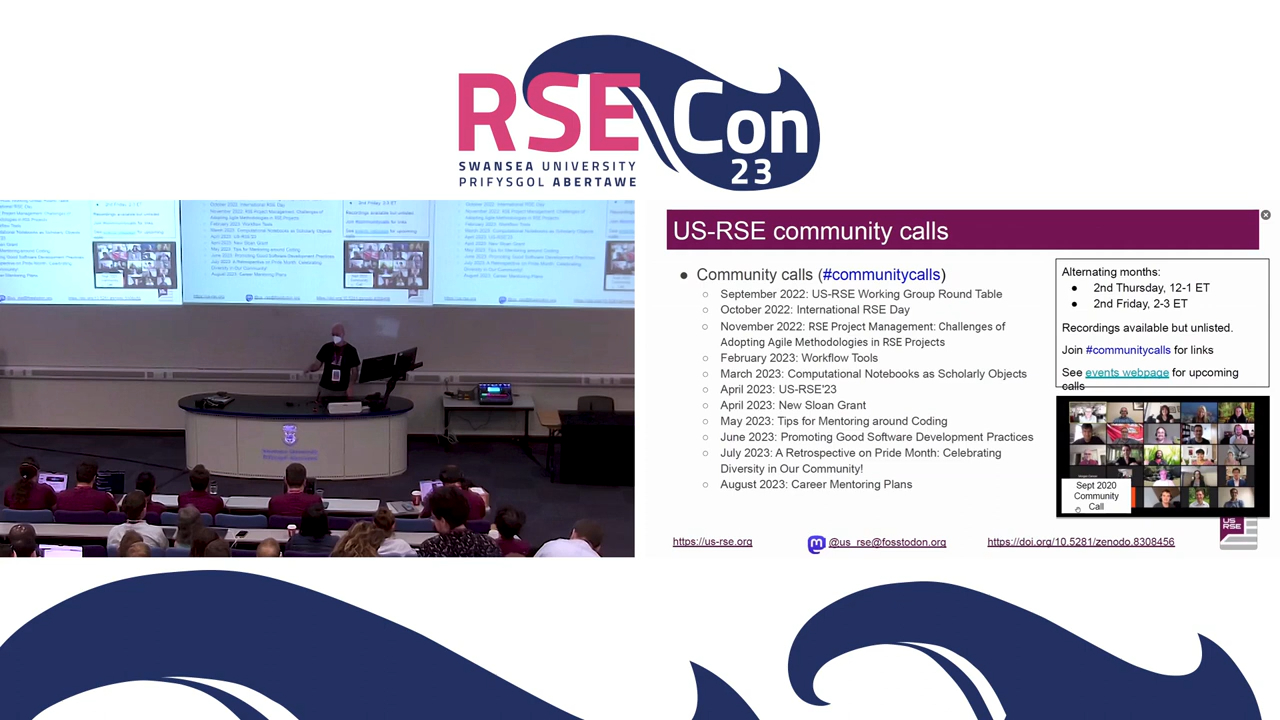 RSE Con
23
SWANSEA UNIVERSITY
PRIFYSGOL ABERTAWE
US-RSE community calls
● Community calls (#communitycalls)
○ September 2022: US-RSE Working Group Round Table
○ October 2022: International RSE Day
○ November 2022: RSE Project Management: Challenges of
Adopting Agile Methodologies in RSE Projects
○ February 2023: Workflow Tools
○ March 2023: Computational Notebooks as Scholarly Objects
○ April 2023: US-RSE'23
○ April 2023: New Sloan Grant
○ May 2023: Tips for Mentoring around Coding
○ June 2023: Promoting Good Software Development Practices
○ July 2023: A Retrospective on Pride Month: Celebrating
Diversity in Our Community!
○ August 2023: Career Mentoring Plans
Alternating months:
● 2nd Thursday, 12-1 ET
● 2nd Friday, 2-3 ET
Recordings available but unlisted.
Join #communitycalls for links
See events webpage for upcoming
calls
Sept 2020
Community
Call
https://us-rse.org
@us_rse@fosstodon.org
https://doi.org/10.5281/zenodo.8308456
US
RSE